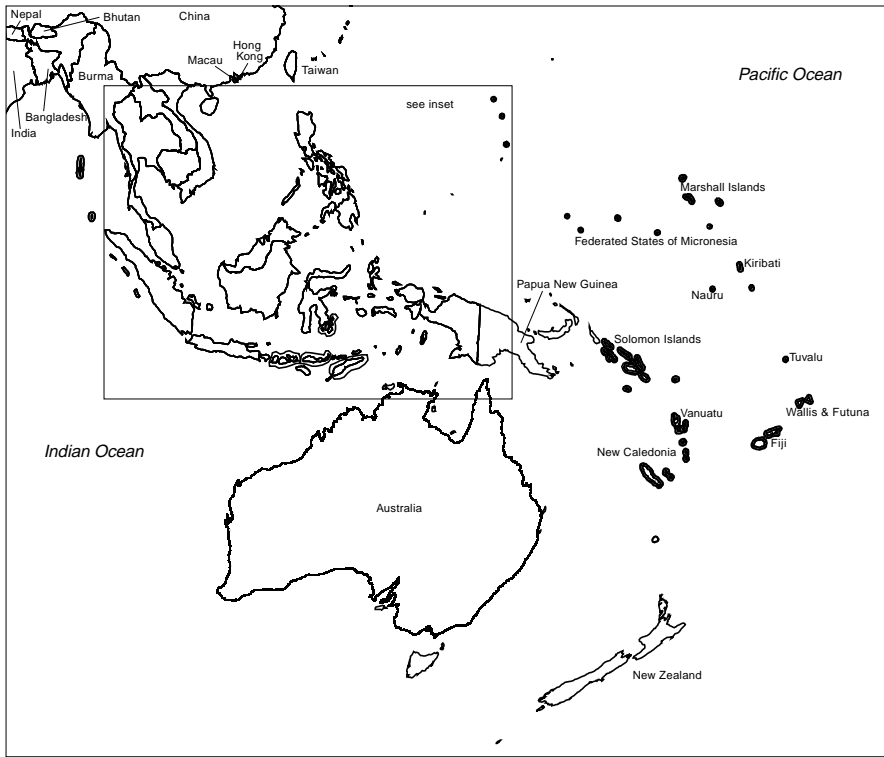 Nepal
Bhutan
China
Hong
Kong
Macau
Taiwan
Burma
Pacific Ocean
see inset
Bangladesh
India
Marshall Islands
Federated States of Micronesia
Kiribati
Papua New Guinea
Nauru
Solomon Islands
Tuvalu
Vanuatu
Wallis & Futuna
Fiji
Indian Ocean
New Caledonia
Australia
New Zealand